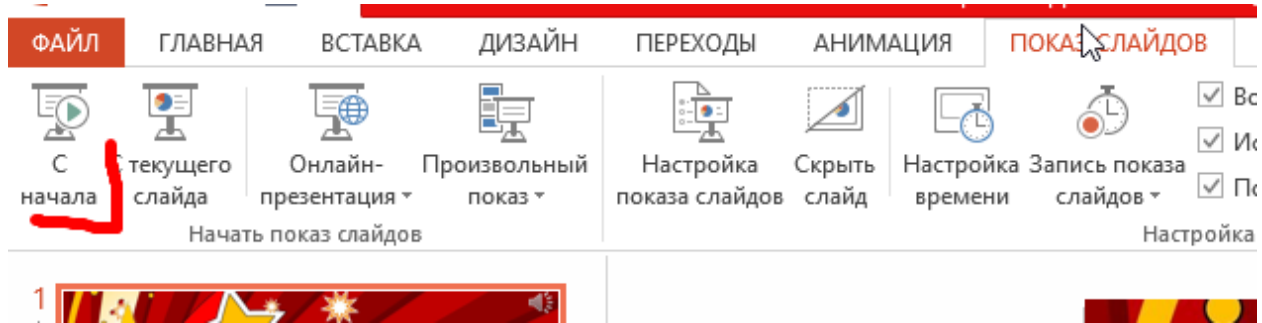 ФАЙЛ ГЛАВНАЯ ВСТАВКА ДИЗАЙН ПЕРЕХОДЫ АНИМАЦИЯ ПОКАЗ СЛАЙДОВ
С начала
С текущего слайда
Онлайн-презентация
Произвольный показ
Настройка показа слайдов
Скрыть слайд
Настройка времени
Запись показа слайдов
Начать показ слайдов
Настройка
1